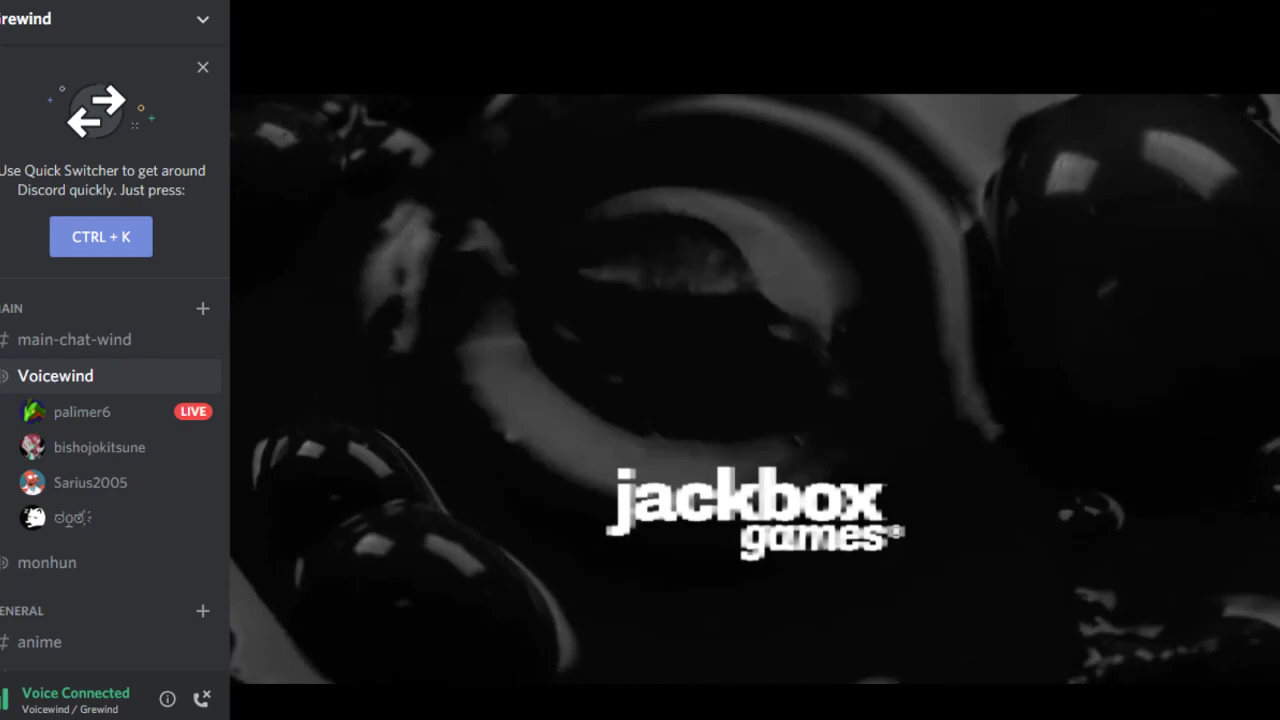 rewind
Use Quick Switcher to get around
Discord quickly. Just press:
CTRL + K
AIN
main-chat-wind
Voicewind
palimer6 LIVE
bishojokitsune
Sarius2005
monhun
ENERAL
anime
Voice Connected
Voicewind / Grewind
jackbox
games®